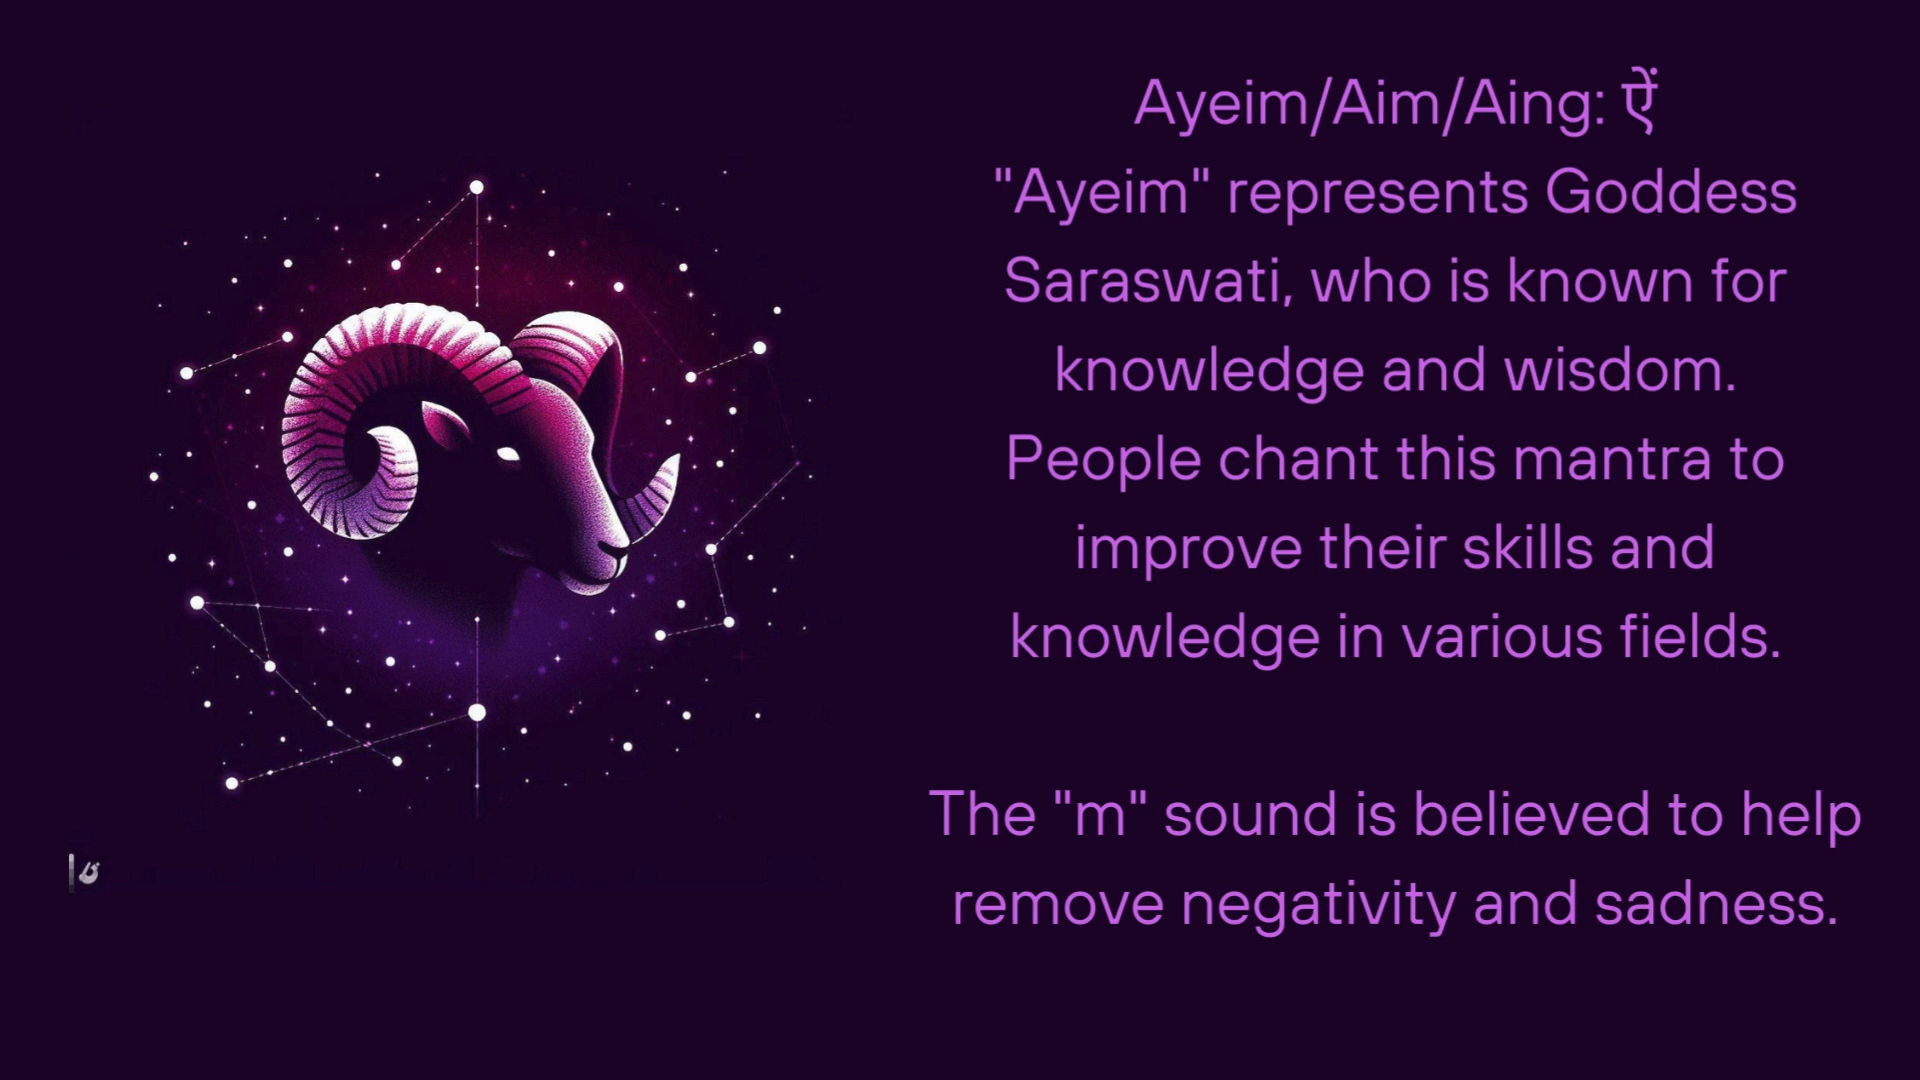 Ayeim/Aim/Aing: ऐं
"Ayeim" represents Goddess
Saraswati, who is known for
knowledge and wisdom.
People chant this mantra to
improve their skills and
knowledge in various fields.
The "m" sound is believed to help
remove negativity and sadness.